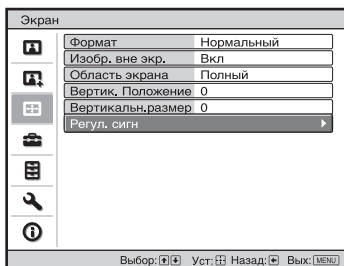 Экран
Формат Нормальный
Изобр. вне экр. Вкл
Область экрана Полный
Вертик. Положение 0
Вертикальн.размер 0
Регул. сигн
Выбор: Уст: Назад: Вых: MENU